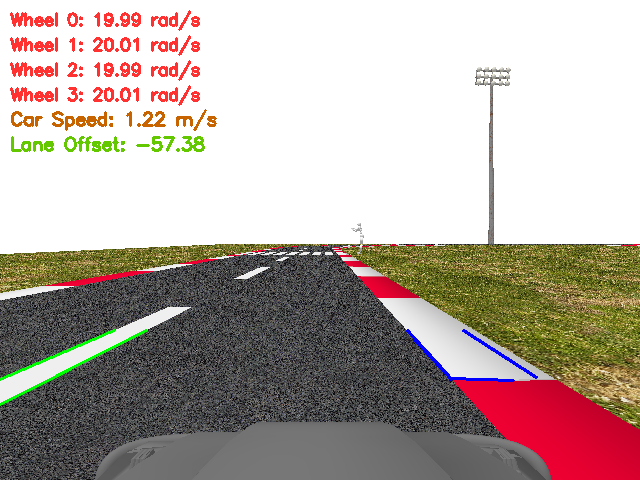 Wheel 0: 19.99 rad/s
Wheel 1: 20.01 rad/s
Wheel 2: 19.99 rad/s
Wheel 3: 20.01 rad/s
Car Speed: 1.22 m/s
Lane Offset: -57.38